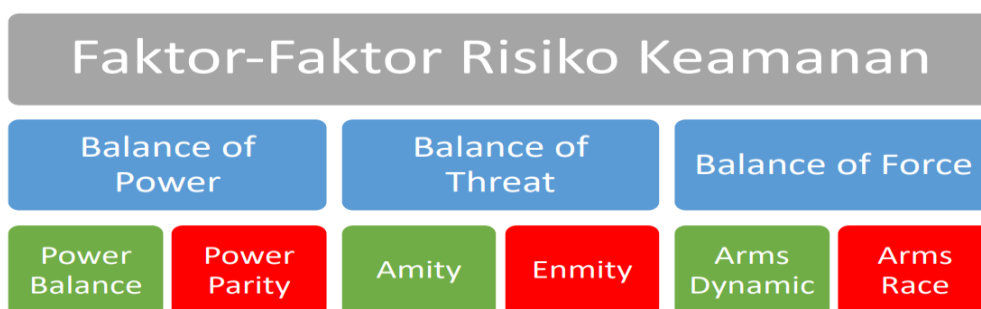 Faktor-Faktor Risiko Keamanan
Balance of
Power
Balance of
Threat
Balance of Force
Power
Balance
Power
Parity
Amity
Enmity
Arms
Dynamic
Arms
Race